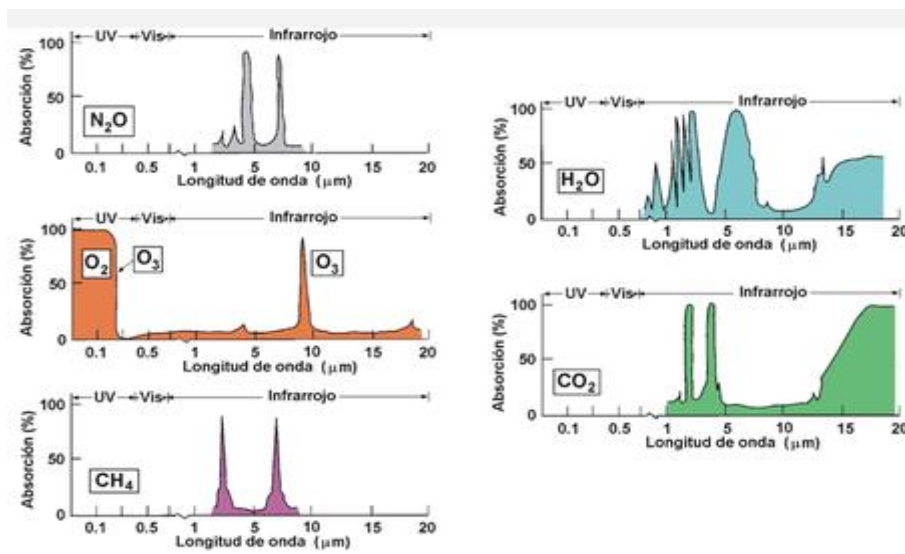 UV Vis Infrarrojo
Absorción (%)
100
50
0
N₂O
0.1 0.5 1 5 10 15 20
Longitud de onda (μm)
UV Vis Infrarrojo
Absorción (%)
100
50
0
O₂ O₃ O₃
0.1 0.5 1 5 10 15 20
Longitud de onda (μm)
UV Vis Infrarrojo
Absorción (%)
100
50
0
CH₄
0.1 0.5 1 5 10 15 20
Longitud de onda (μm)
UV Vis Infrarrojo
Absorción (%)
100
50
0
H₂O
0.1 0.5 1 5 10 15 20
Longitud de onda (μm)
UV Vis Infrarrojo
Absorción (%)
100
50
0
CO₂
0.1 0.5 1 5 10 15 20
Longitud de onda (μm)